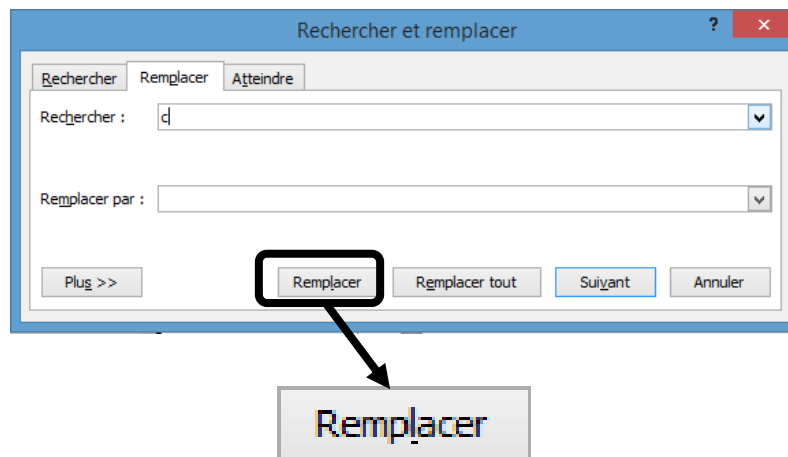 Rechercher et remplacer ? ×
Rechercher Remplacer Atteindre
Rechercher : c
Remplacer par :
Plus >> Remplacer Remplacer tout Suivant Annuler
Remplacer